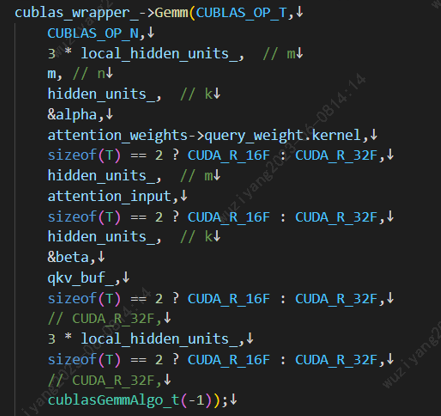 cublas_wrapper_->Gemm(CUBLAS_OP_T,↓
CUBLAS_OP_N,↓
3 * local_hidden_units_,  // m↓
m, // n↓
hidden_units_,  // k↓
&alpha,↓
attention_weights->query_weight.kernel,↓
sizeof(T) == 2 ? CUDA_R_16F : CUDA_R_32F,↓
hidden_units_,  // m↓
attention_input,↓
sizeof(T) == 2 ? CUDA_R_16F : CUDA_R_32F,↓
hidden_units_,  // k↓
&beta,↓
qkv_buf_,↓
sizeof(T) == 2 ? CUDA_R_16F : CUDA_R_32F,↓
// CUDA_R_32F,↓
3 * local_hidden_units_,↓
sizeof(T) == 2 ? CUDA_R_16F : CUDA_R_32F,↓
// CUDA_R_32F,↓
cublasGemmAlgo_t(-1));↓